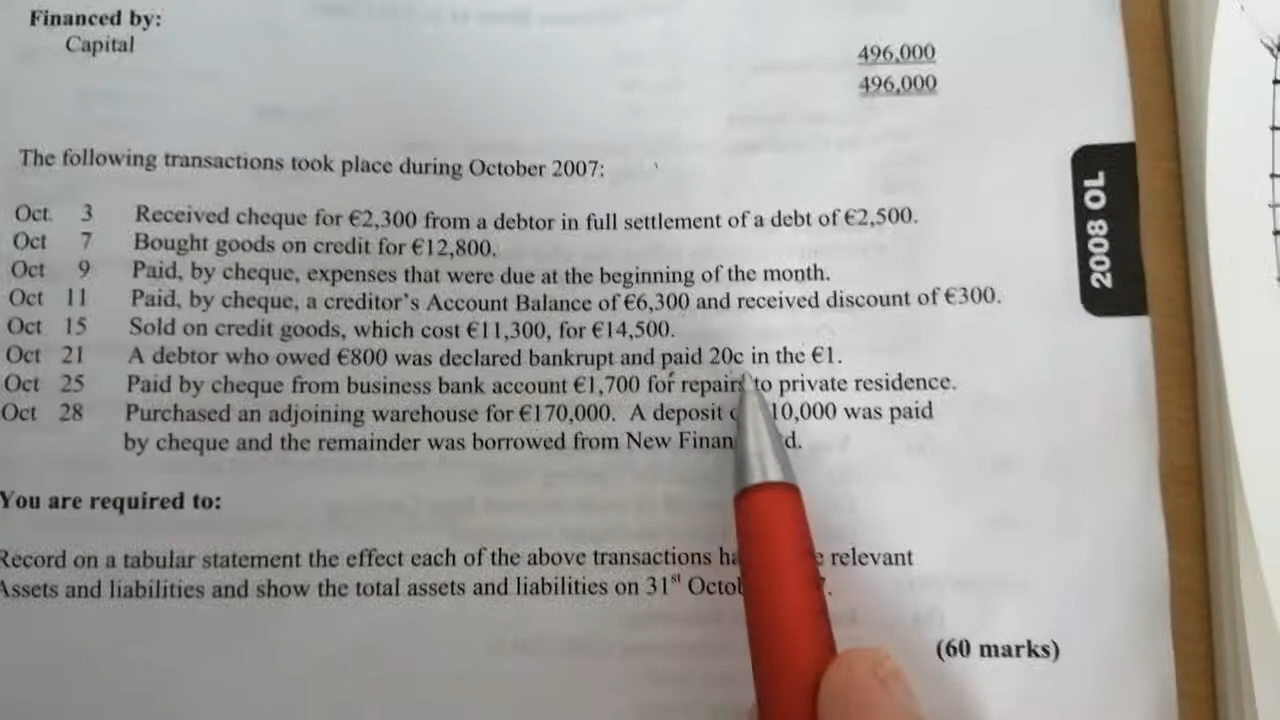 Financed by:
Capital
496,000
496,000
The following transactions took place during October 2007:
Oct. 3 Received cheque for €2,300 from a debtor in full settlement of a debt of €2,500.
Oct 7 Bought goods on credit for €12,800.
Oct 9 Paid, by cheque, expenses that were due at the beginning of the month.
Oct 11 Paid, by cheque, a creditor's Account Balance of €6,300 and received discount of €300.
Oct 15 Sold on credit goods, which cost €11,300, for €14,500.
Oct 21 A debtor who owed €800 was declared bankrupt and paid 20c in the €1.
Oct 25 Paid by cheque from business bank account €1,700 for repairs to private residence.
Oct 28 Purchased an adjoining warehouse for €170,000. A deposit 10,000 was paid
by cheque and the remainder was borrowed from New
You are required to:
Record on a tabular statement the effect each of the above transactions relevant
Assets and liabilities and show the total assets and liabilities on 31st
(60 marks)
2008 OL